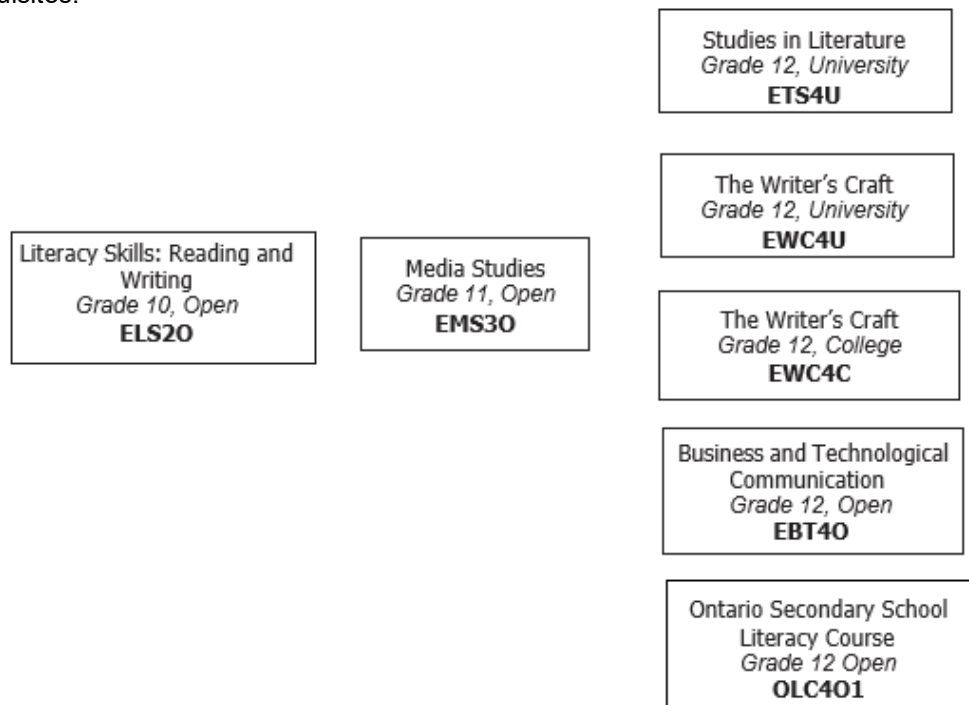 Studies in Literature
Grade 12, University
ETS4U
The Writer's Craft
Grade 12, University
EWC4U
Literacy Skills: Reading and
Writing
Grade 10, Open
ELS2O
Media Studies
Grade 11, Open
EMS3O
The Writer's Craft
Grade 12, College
EWC4C
Business and Technological
Communication
Grade 12, Open
EBT4O
Ontario Secondary School
Literacy Course
Grade 12 Open
OLC4O1